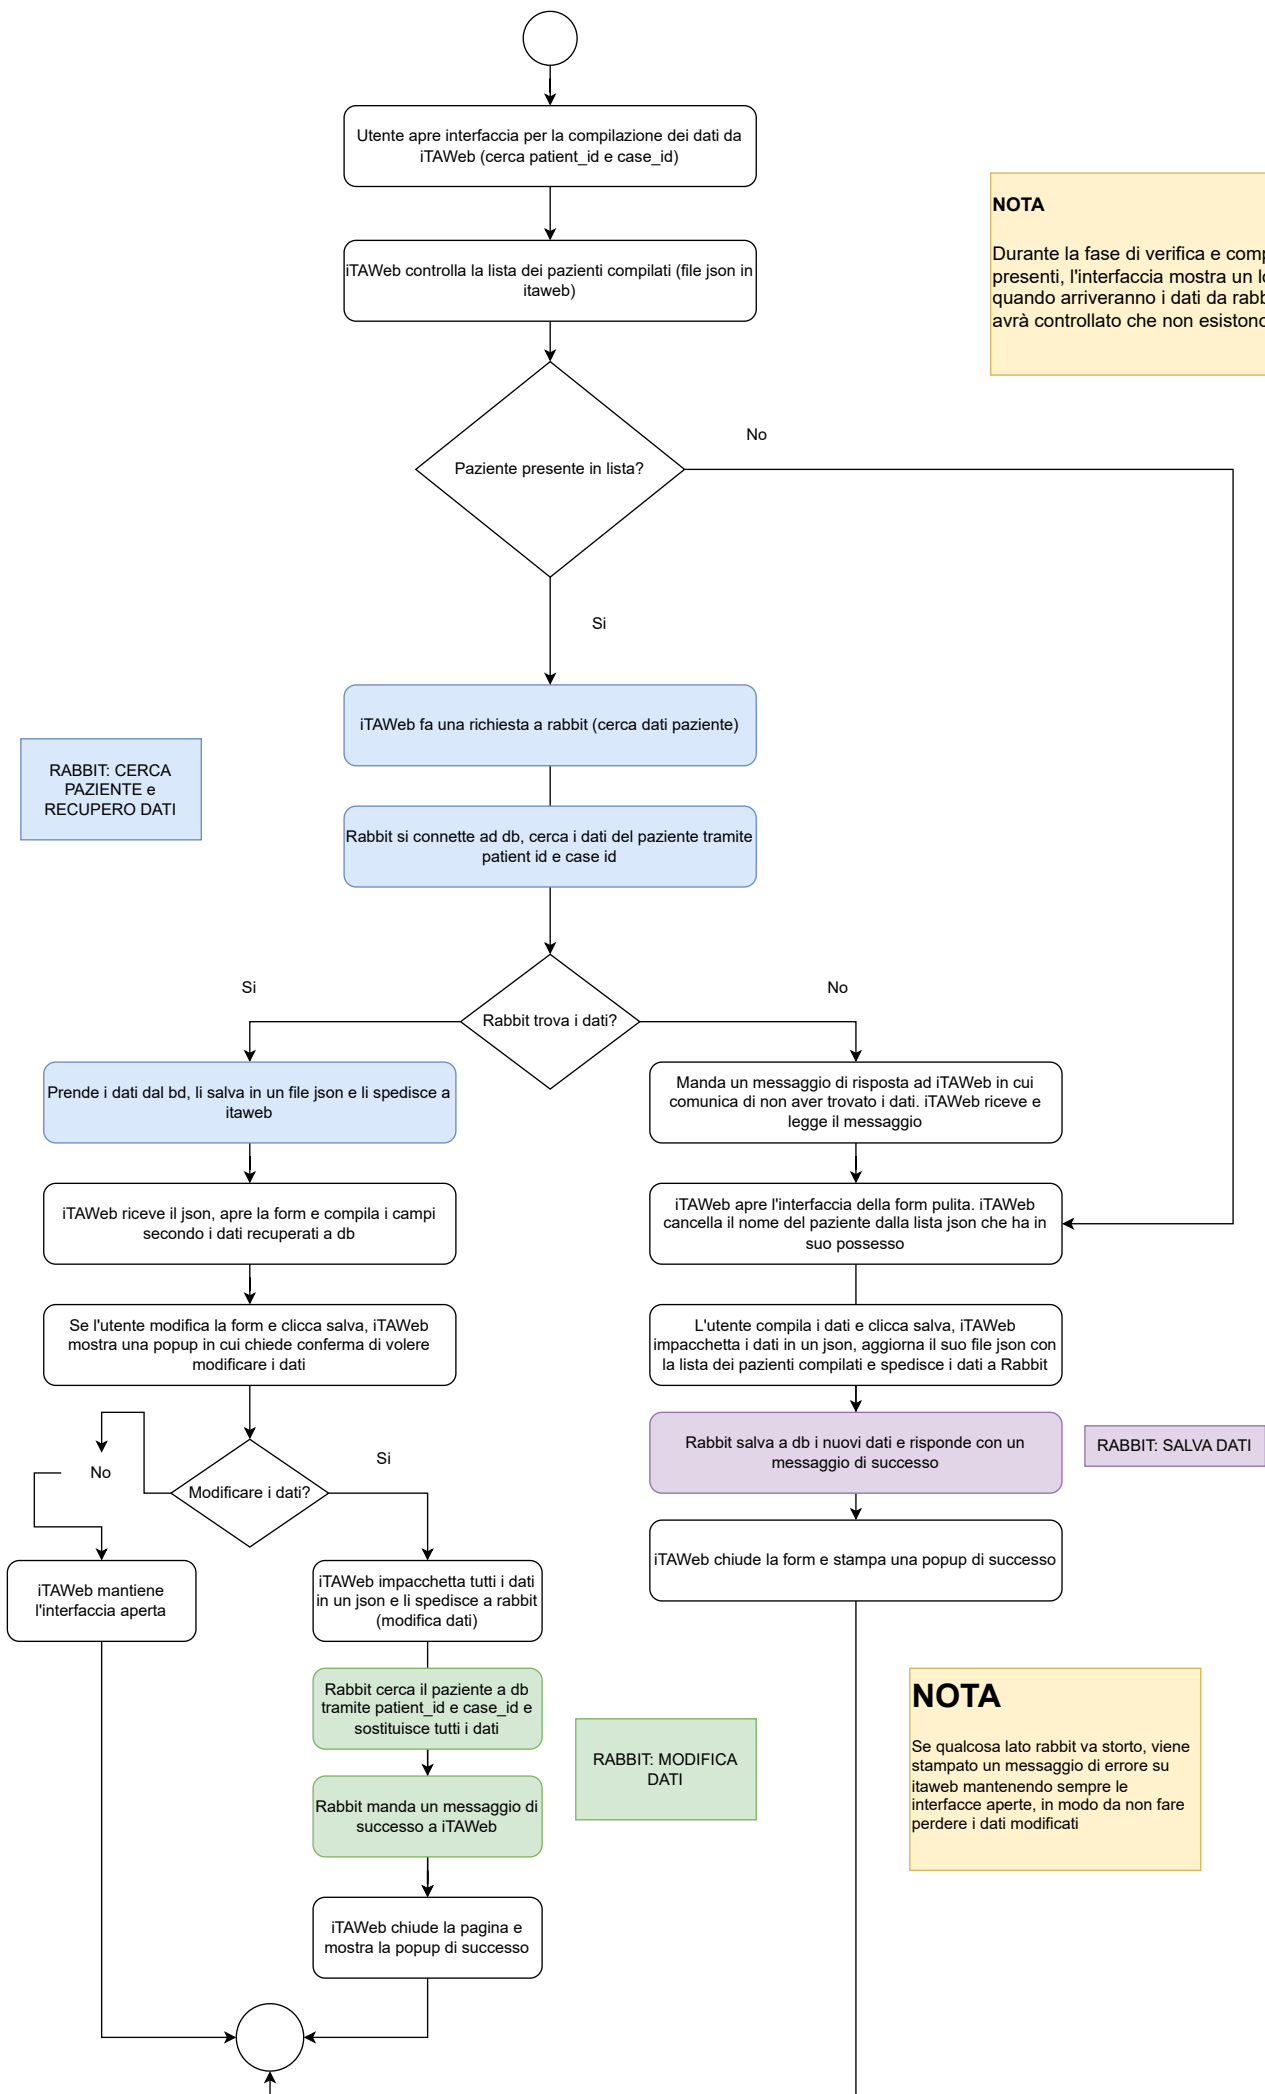 Utente apre interfaccia per la compilazione dei dati da
iTAWeb (cerca patient_id e case_id)
NOTA
Durante la fase di verifica e
presenti, l'interfaccia mostra un
quando arriveranno i dati da
avrà controllato che non
iTAWeb controlla la lista dei pazienti compilati (file json in
itaweb)
No
Paziente presente in lista?
Si
iTAWeb fa una richiesta a rabbit (cerca dati paziente)
RABBIT: CERCA
PAZIENTE e
RECUPERO DATI
Rabbit si connette ad db, cerca i dati del paziente tramite
patient id e case id
Si
No
Rabbit trova i dati?
Prende i dati dal bd, li salva in un file json e li spedisce a
itaweb
Manda un messaggio di risposta ad iTAWeb in cui
comunica di non aver trovato i dati. iTAWeb riceve e
legge il messaggio
iTAWeb riceve il json, apre la form e compila i campi
secondo i dati recuperati a db
iTAWeb apre l'interfaccia della form pulita. iTAWeb
cancella il nome del paziente dalla lista json che ha in
suo possesso
Se l'utente modifica la form e clicca salva, iTAWeb
mostra una popup in cui chiede conferma di volere
modificare i dati
L'utente compila i dati e clicca salva, iTAWeb
impacchetta i dati in un json, aggiorna il suo file json con
la lista dei pazienti compilati e spedisce i dati a Rabbit
Rabbit salva a db i nuovi dati e risponde con un
messaggio di successo
RABBIT: SALVA DATI
Si
No
Modificare i dati?
iTAWeb chiude la form e stampa una popup di successo
iTAWeb mantiene
l'interfaccia aperta
iTAWeb impacchetta tutti i dati
in un json e li spedisce a rabbit
(modifica dati)
Rabbit cerca il paziente a db
tramite patient_id e case_id e
sostituisce tutti i dati
RABBIT: MODIFICA
DATI
NOTA
Se qualcosa lato rabbit va storto, viene
stampato un messaggio di errore su
itaweb mantenendo sempre le
interfacce aperte, in modo da non fare
perdere i dati modificati
Rabbit manda un messaggio di
successo a iTAWeb
iTAWeb chiude la pagina e
mostra la popup di successo